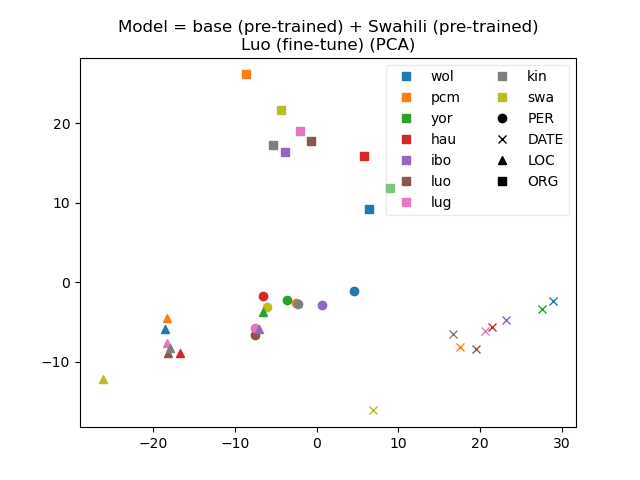 Model = base (pre-trained) + Swahili (pre-trained)
Luo (fine-tune) (PCA)
wol kin
pcm swa
yor PER
hau DATE
ibo LOC
luo ORG
lug
20
10
0
−10
−20 −10 0 10 20 30